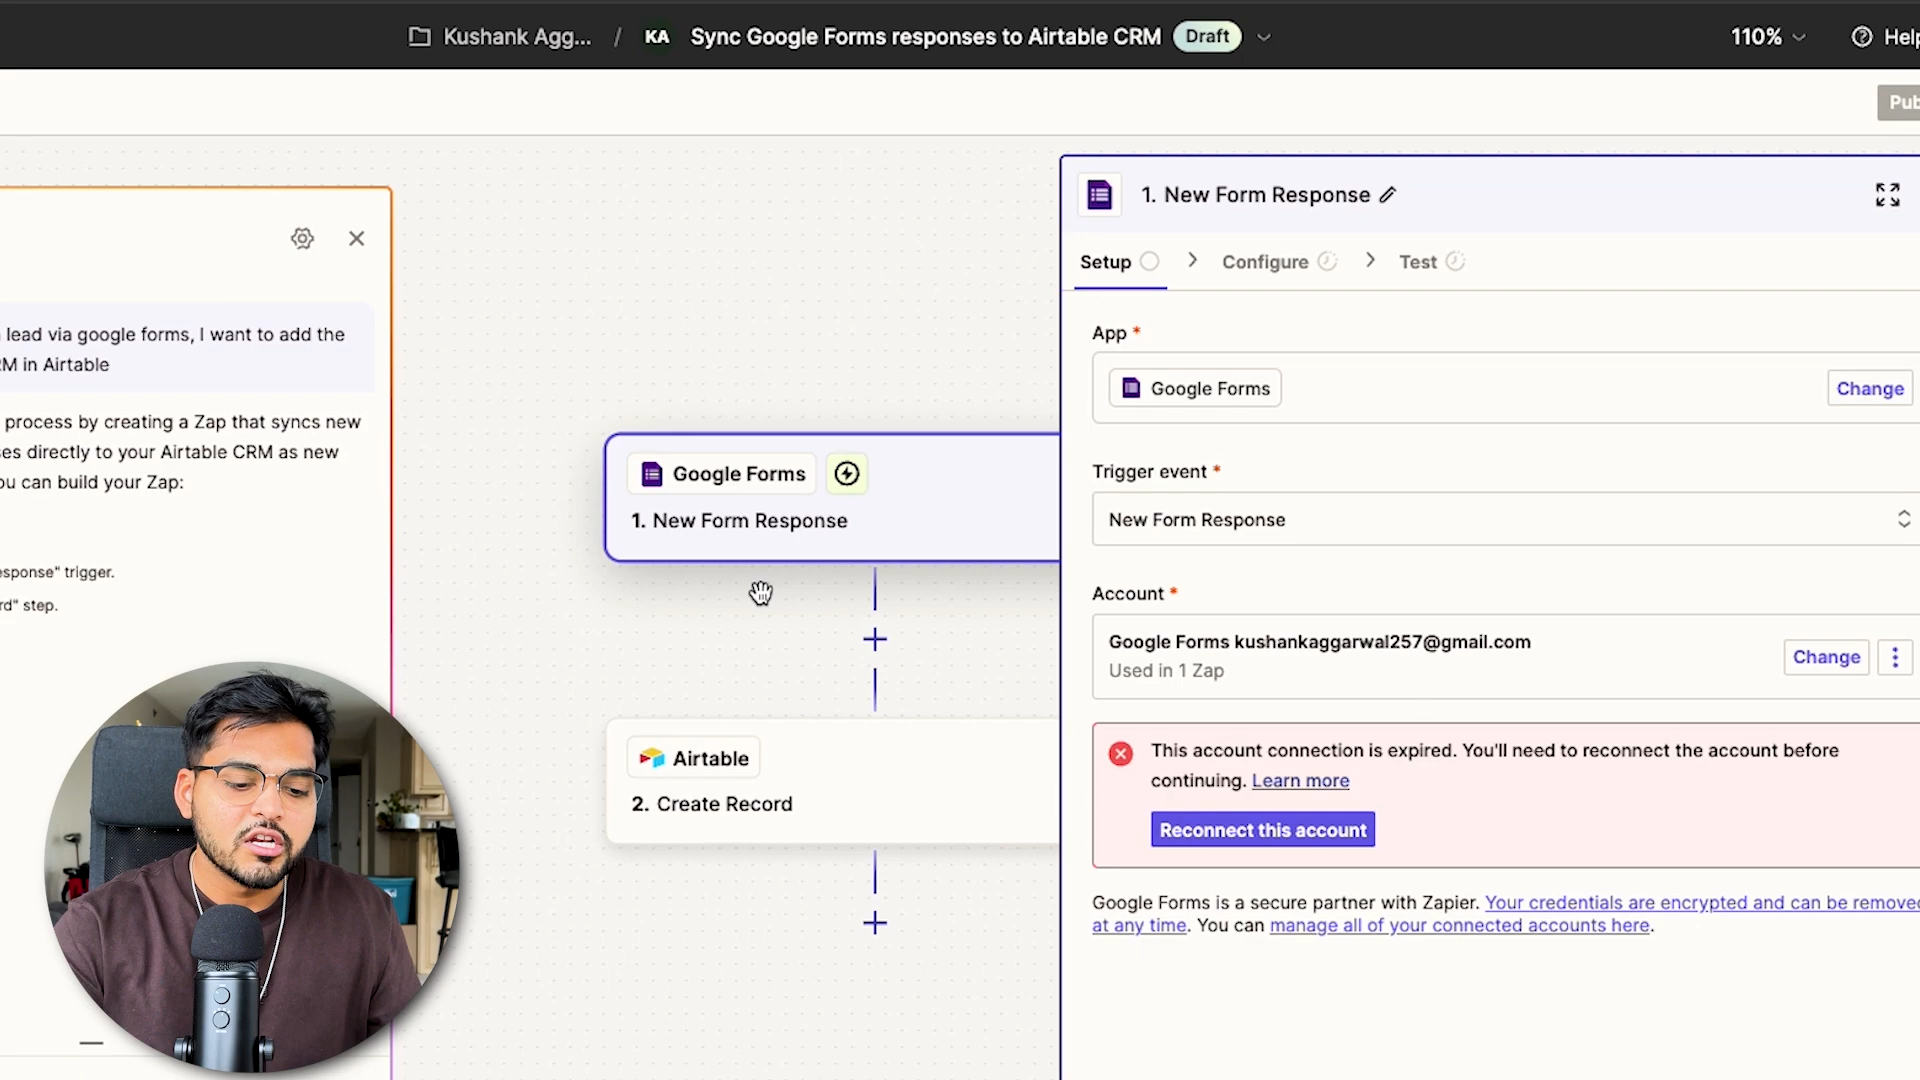 Kushank Agg... / KA Sync Google Forms responses to Airtable CRM Draft
110% Help
Pub
lead via google forms, I want to add the
M in Airtable
process by creating a Zap that syncs new
es directly to your Airtable CRM as new
ou can build your Zap:
esponse" trigger.
rd" step.
Google Forms
1. New Form Response
Airtable
2. Create Record
1. New Form Response
Setup Configure Test
App *
Google Forms Change
Trigger event *
New Form Response
Account *
Google Forms kushankaggarwal257@gmail.com
Used in 1 Zap
Change
This account connection is expired. You'll need to reconnect the account before
continuing. Learn more
Reconnect this account
Google Forms is a secure partner with Zapier. Your credentials are encrypted and can be removed
at any time. You can manage all of your connected accounts here.